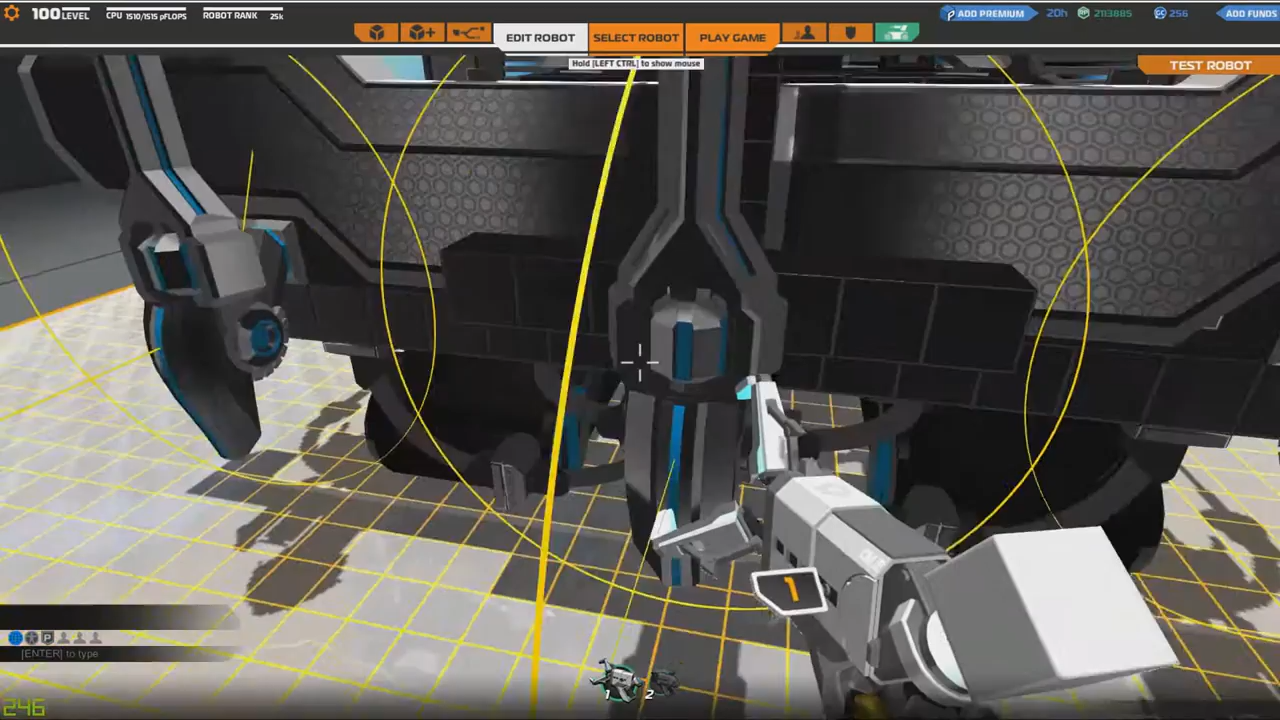 100 LEVEL
CPU 1510/1515 pFLOPS
ROBOT RANK 25k
ADD PREMIUM 20h 2113885 256 ADD FUNDS
EDIT ROBOT SELECT ROBOT PLAY GAME
Hold [LEFT CTRL] to show mouse
TEST ROBOT
1
P
[ENTER] to type
1 2
246